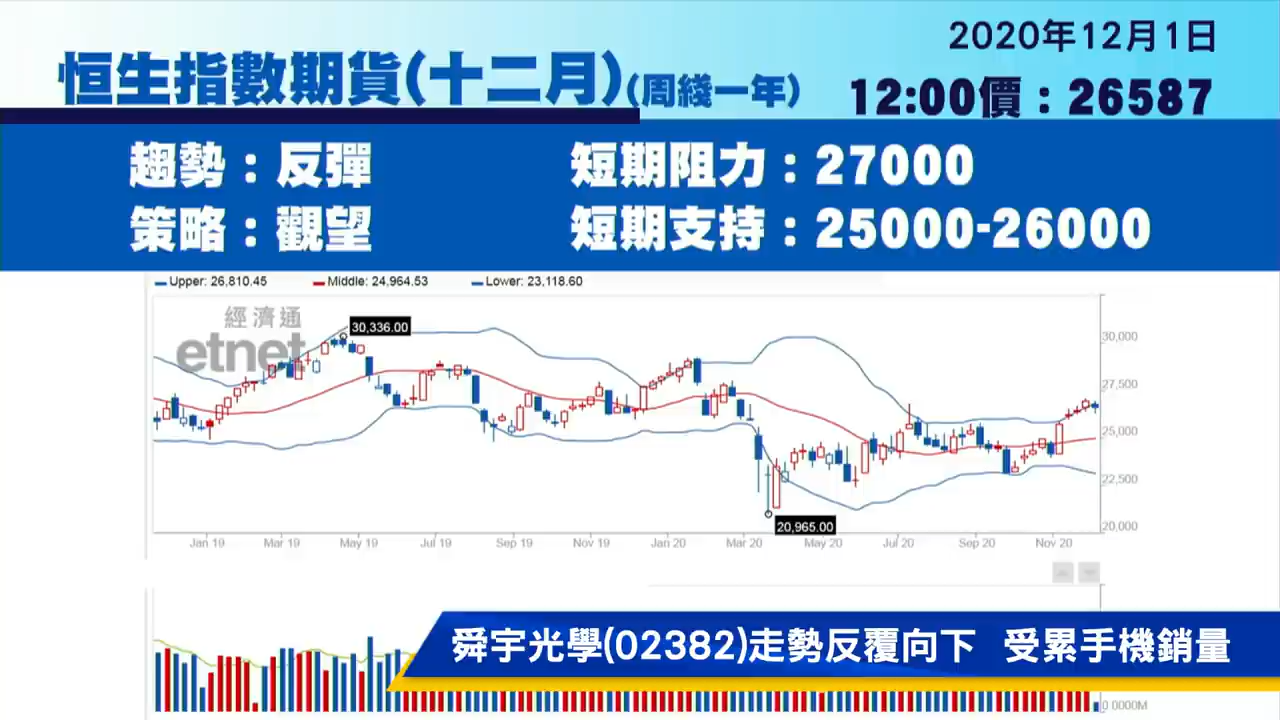 2020年12月1日
恒生指數期貨(十二月)(周綫一年)
12:00價：26587
趨勢：反彈
短期阻力：27000
策略：觀望
短期支持：25000-26000
Upper: 26,810.45 Middle: 24,964.53 Lower: 23,118.60
經濟通
etnet
30,336.00
30,000
27,500
25,000
22,500
20,965.00
20,000
Jan 19 Mar 19 May 19 Jul 19 Sep 19 Nov 19 Jan 20 Mar 20 May 20 Jul 20 Sep 20 Nov 20
舜宇光學(02382)走勢反覆向下 受累手機銷量
0.0000M